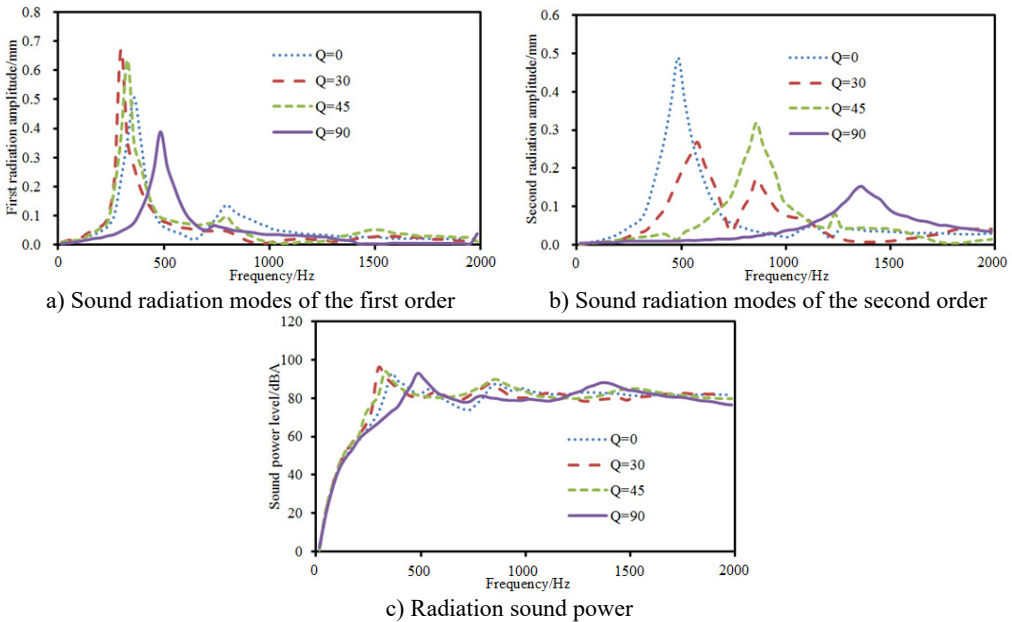 0.8
0.7
0.6
0.5
0.4
0.3
0.2
0.1
0.0
First radiation amplitude/mm
Q=0
Q=30
Q=45
Q=90
0 500 1000 1500 2000
Frequency/Hz
a) Sound radiation modes of the first order
0.6
0.5
0.4
0.3
0.2
0.1
0.0
Second radiation amplitude/mm
Q=0
Q=30
Q=45
Q=90
0 500 1000 1500 2000
Frequency/Hz
b) Sound radiation modes of the second order
120
100
80
60
40
20
0
Sound power level/dBA
Q=0
Q=30
Q=45
Q=90
0 500 1000 1500 2000
Frequency/Hz
c) Radiation sound power